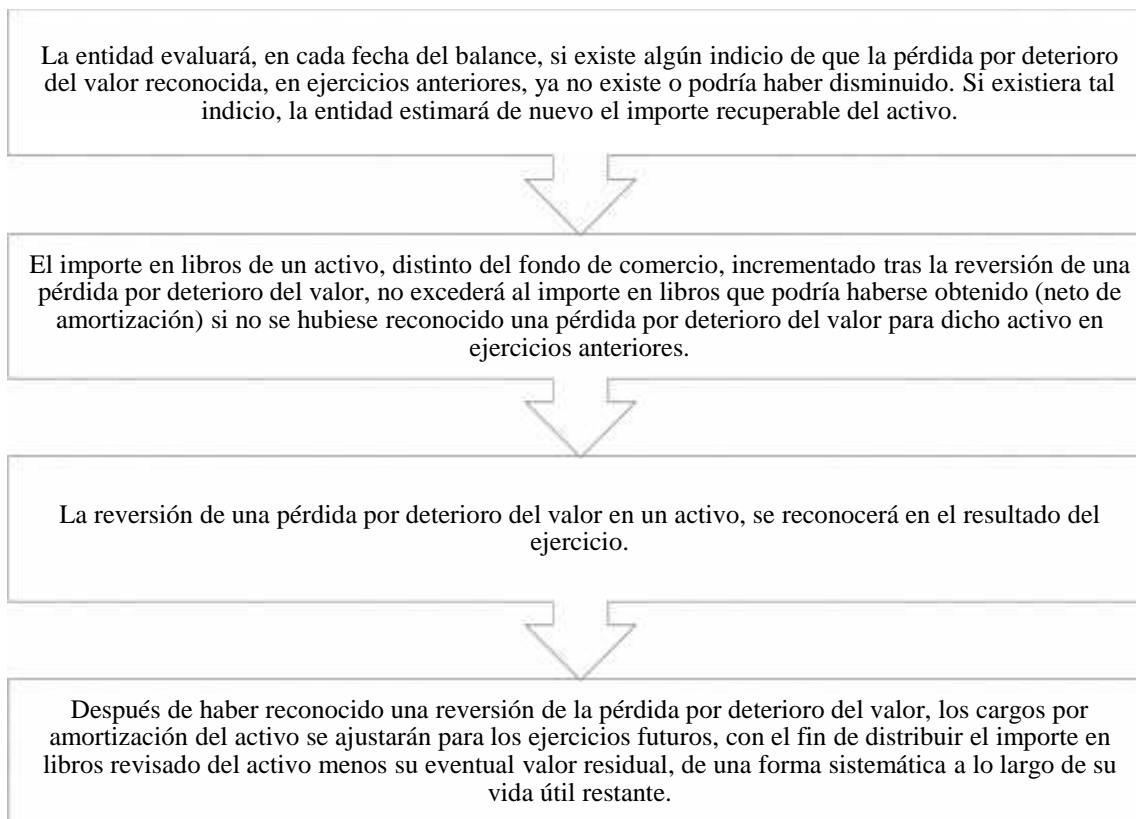 La entidad evaluará, en cada fecha del balance, si existe algún indicio de que la pérdida por deterioro
del valor reconocida, en ejercicios anteriores, ya no existe o podría haber disminuido. Si existiera tal
indicio, la entidad estimará de nuevo el importe recuperable del activo.
El importe en libros de un activo, distinto del fondo de comercio, incrementado tras la reversión de una
pérdida por deterioro del valor, no excederá al importe en libros que podría haberse obtenido (neto de
amortización) si no se hubiese reconocido una pérdida por deterioro del valor para dicho activo en
ejercicios anteriores.
La reversión de una pérdida por deterioro del valor en un activo, se reconocerá en el resultado del
ejercicio.
Después de haber reconocido una reversión de la pérdida por deterioro del valor, los cargos por
amortización del activo se ajustarán para los ejercicios futuros, con el fin de distribuir el importe en
libros revisado del activo menos su eventual valor residual, de una forma sistemática a lo largo de su
vida útil restante.